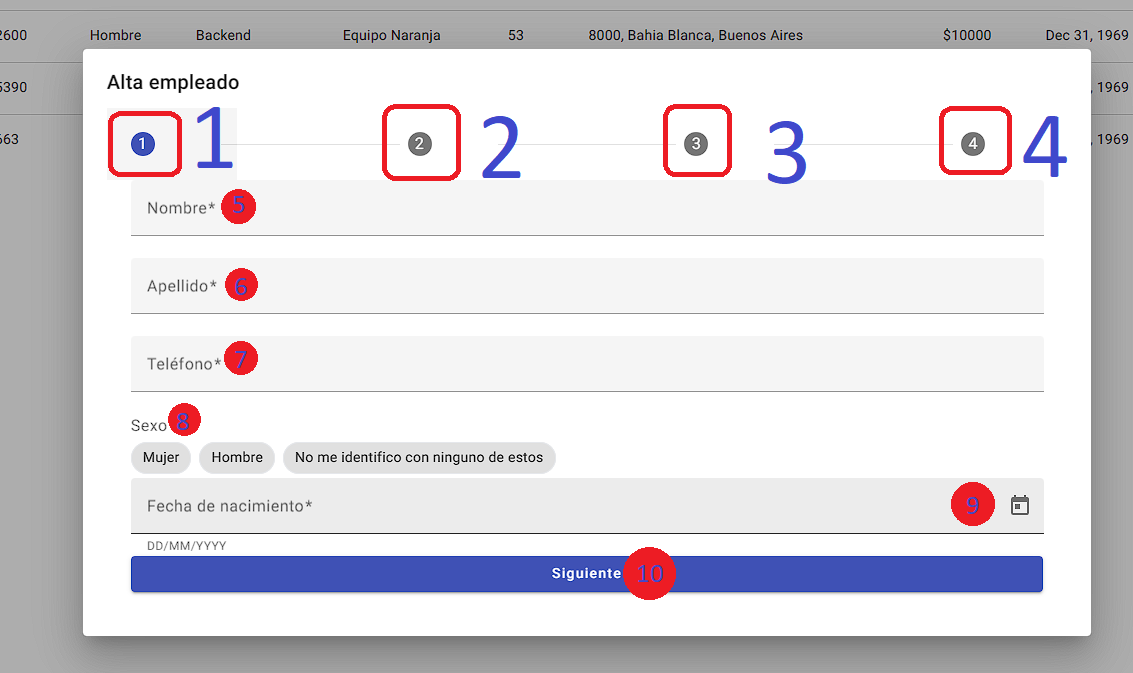 2600 Hombre Backend Equipo Naranja 53 8000, Bahia Blanca, Buenos Aires $10000 Dec 31, 1969
5390 , 1969
Alta empleado
663 , 1969
1 1 2 2 3 3 4 4
Nombre* 5
Apellido* 6
Teléfono* 7
Sexo 8
Mujer Hombre No me identifico con ninguno de estos
Fecha de nacimiento* 9
DD/MM/YYYY
Siguiente 10